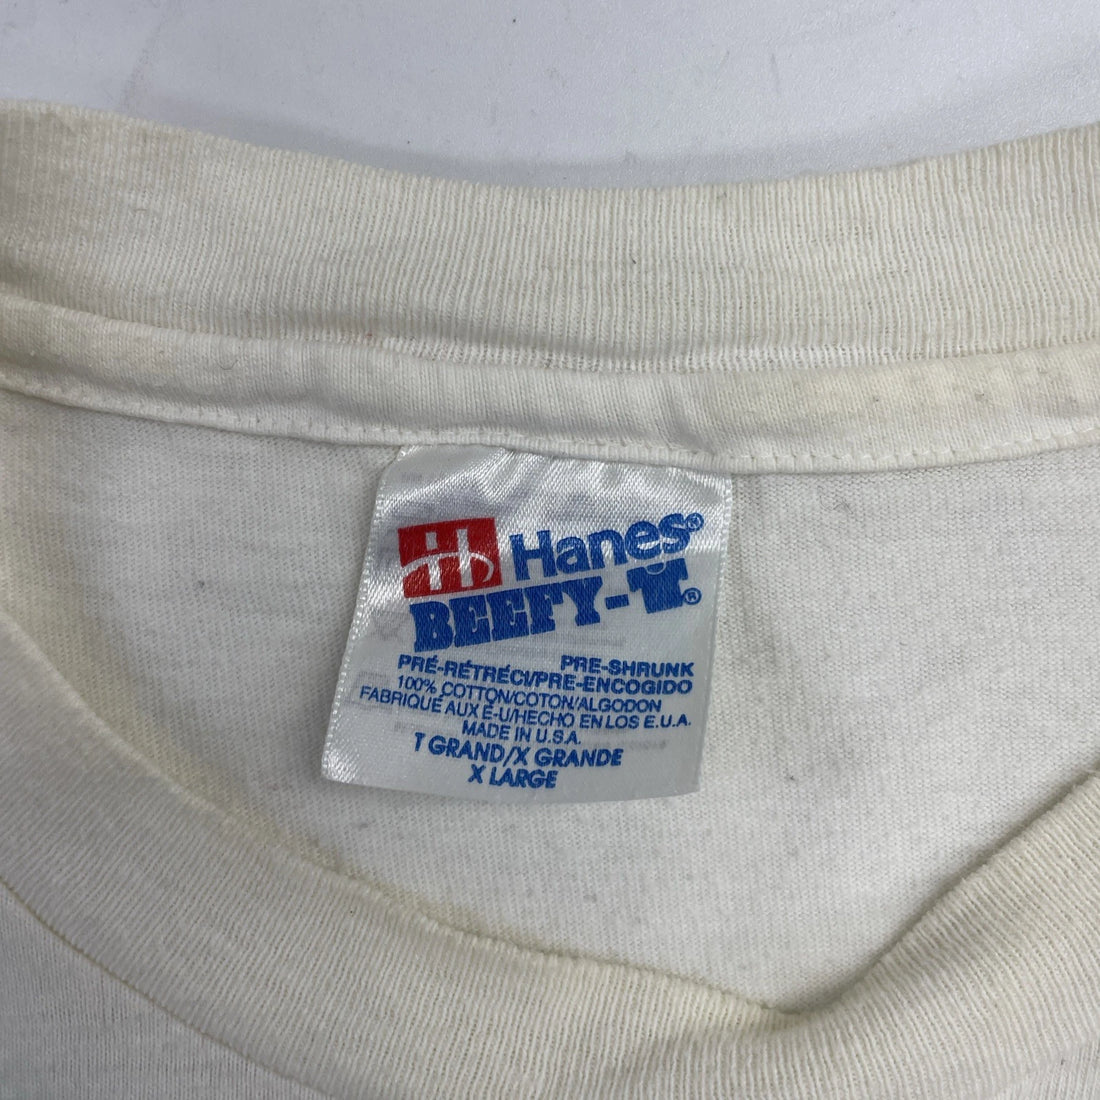 H Hanes®
BEEFY-T®
PRE-SHRUNK
PRÉ-RÉTRÉCI/PRE-ENCOGIDO
100% COTTON/COTON/ALGODON
FABRIQUÉ AUX É-U/HECHO EN LOS E.U.A.
MADE IN U.S.A.
T GRAND/X GRANDE
X LARGE